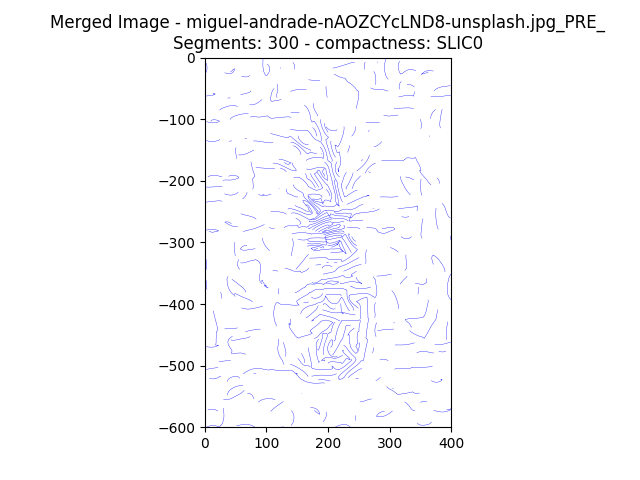 Merged Image - miguel-andrade-nAOZCYcLND8-unsplash.jpg_PRE_
Segments: 300 - compactness: SLIC0
0
−100
−200
−300
−400
−500
−600
0 100 200 300 400